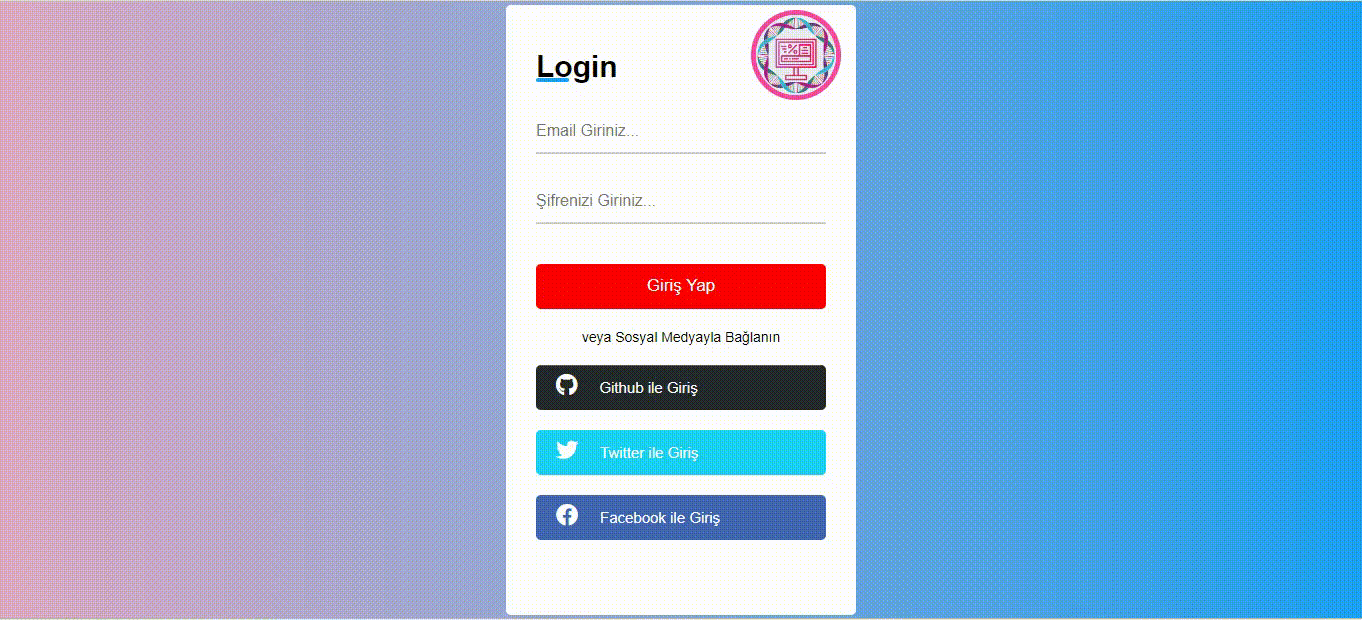 Login
Email Giriniz...
Şifrenizi Giriniz...
Giriş Yap
veya Sosyal Medyayla Bağlanın
Github ile Giriş
Twitter ile Giriş
Facebook ile Giriş